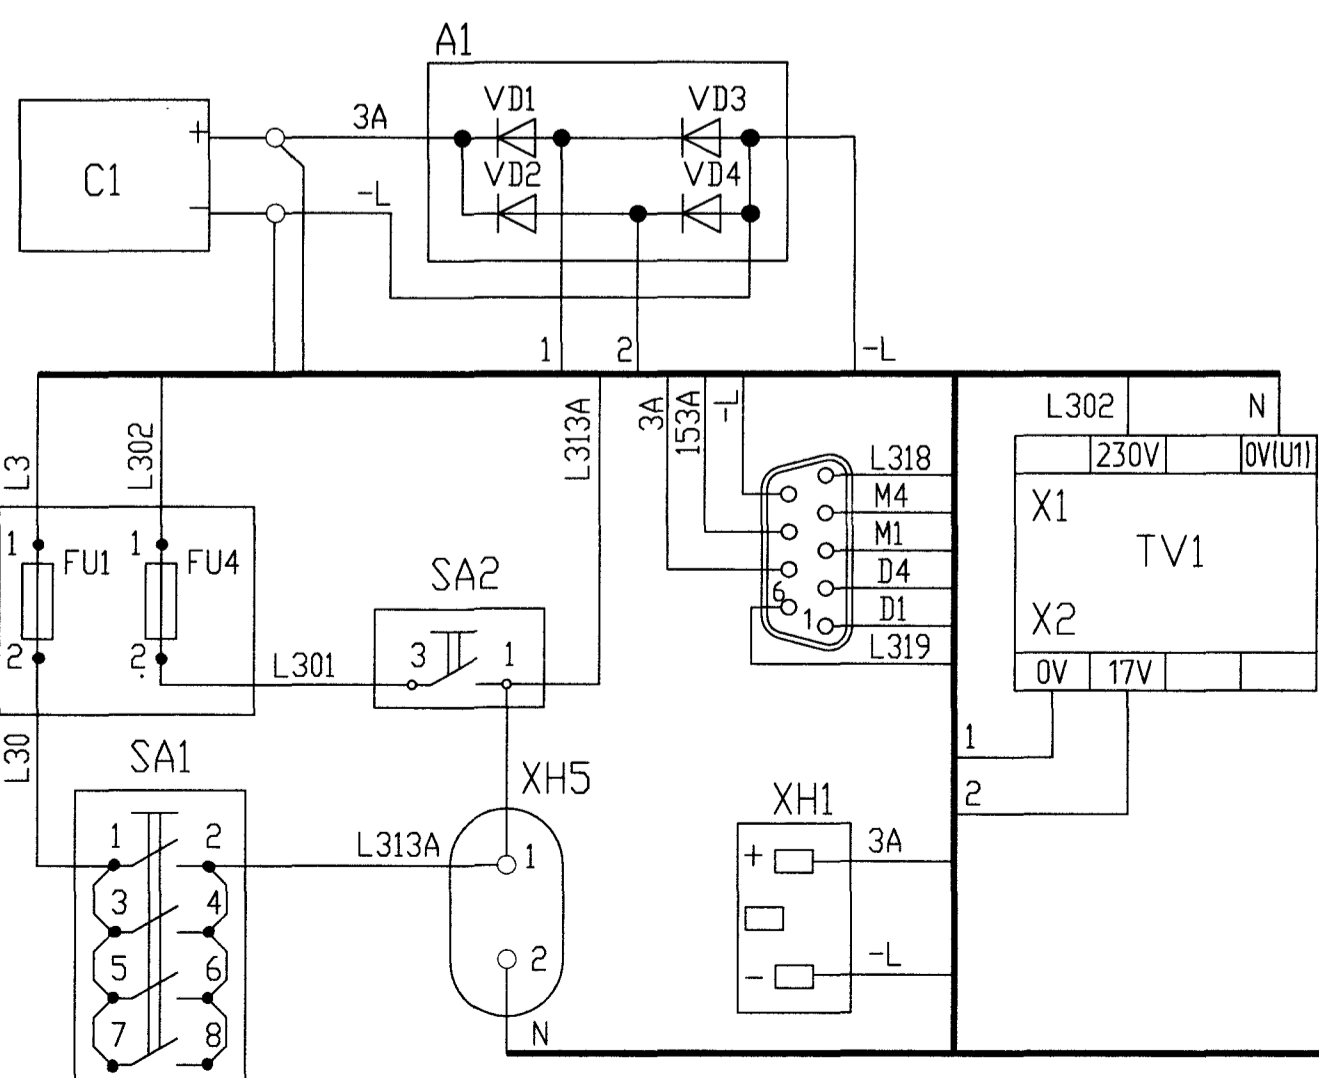 A1
VD1 VD3
+ 3A
C1
VD2 VD4
− -L
1 2 -L
L3 L302 L313A 3A 153A -L L302 N
230V 0V(U1)
L318
X1
M4
TV1
M1
1 FU1 1 FU4
SA2
D4
6
D1
1
X2
2 2
L301 3 1
L319
0V 17V
L30
SA1
XH5
1
XH1
2
1 2
L313A 1
+ 3A
3 4
5 6
2
− -L
7 8
N